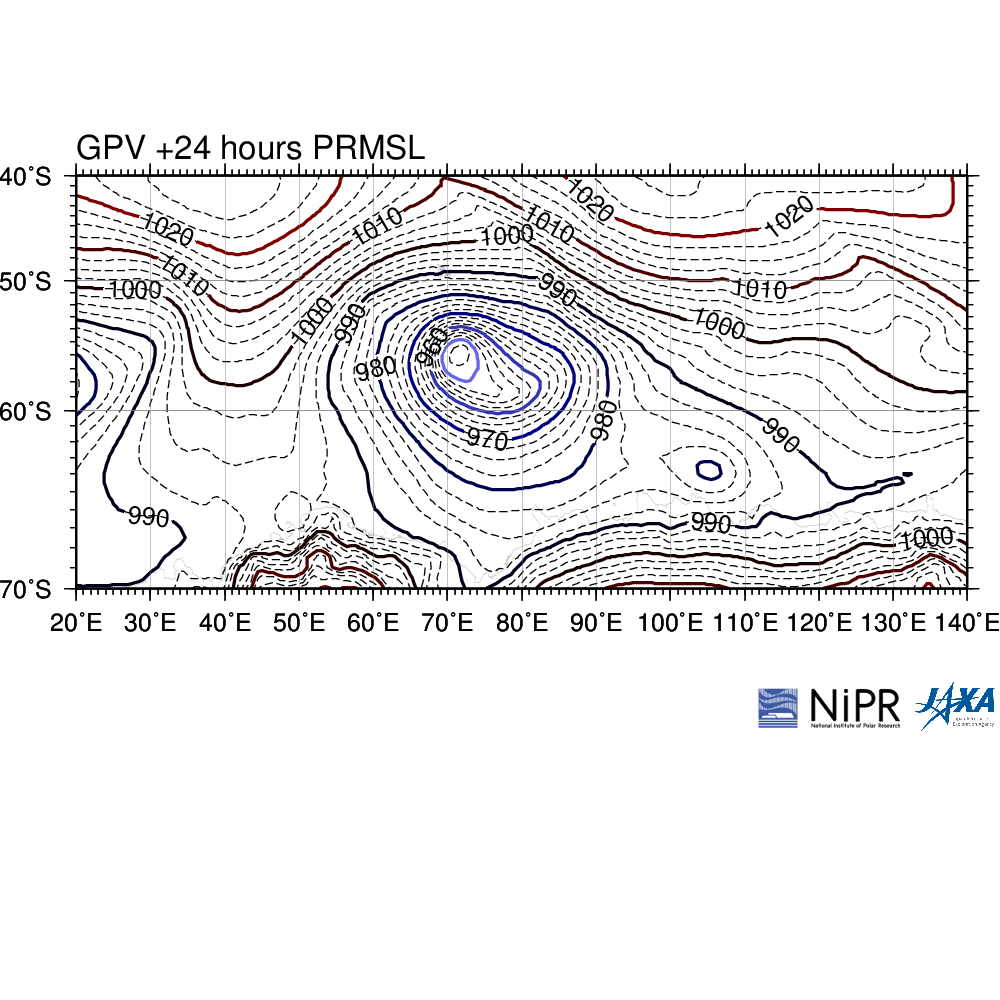 GPV +24 hours PRMSL
40°S
1020
1020
1020
1010
1010
1000
1010
50°S
1000
990
1010
1000
990
1000
960
980
60°S
980
970
990
990
990
1000
70°S
20°E 30°E 40°E 50°E 60°E 70°E 80°E 90°E 100°E 110°E 120°E 130°E 140°E
NiPR
National Institute of Polar Research
JAXA
Japan Aerospace
Exploration Agency